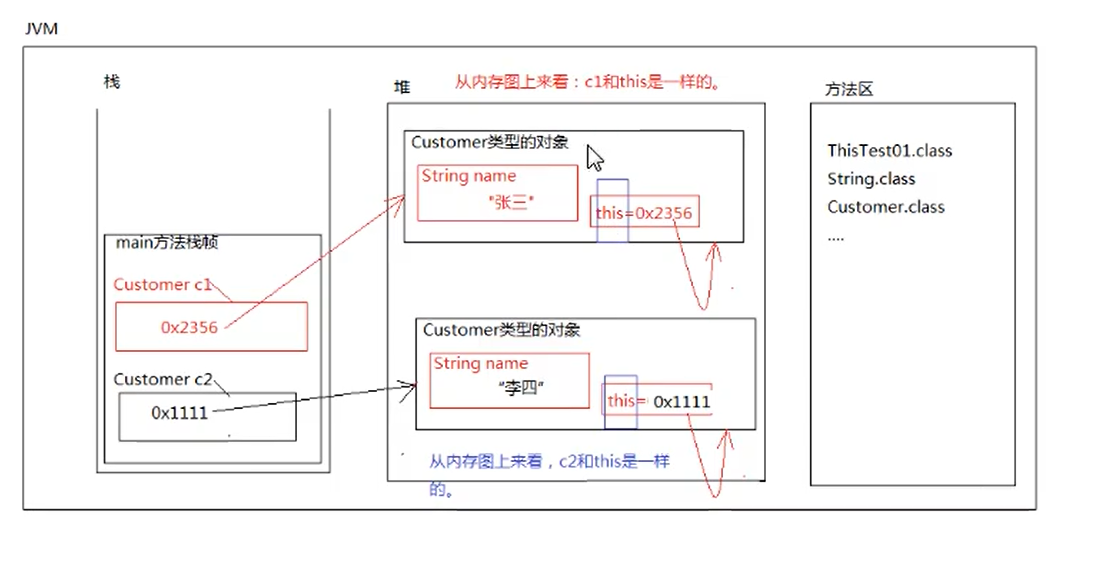 JVM
栈
堆
从内存图上来看：c1和this是一样的。
方法区
Customer类型的对象
String name
"张三"
this=0x2356
ThisTest01.class
String.class
Customer.class
....
main方法栈帧
Customer c1
0x2356
Customer c2
0x1111
Customer类型的对象
String name
"李四"
this= 0x1111
从内存图上来看，c2和this是一样
的。